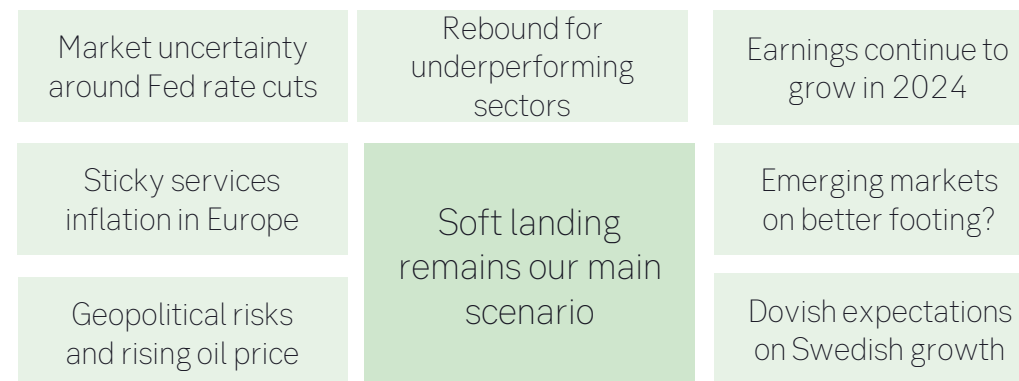 Market uncertainty
around Fed rate cuts
Rebound for
underperforming
sectors
Earnings continue to
grow in 2024
Sticky services
inflation in Europe
Soft landing
remains our main
scenario
Emerging markets
on better footing?
Geopolitical risks
and rising oil price
Dovish expectations
on Swedish growth